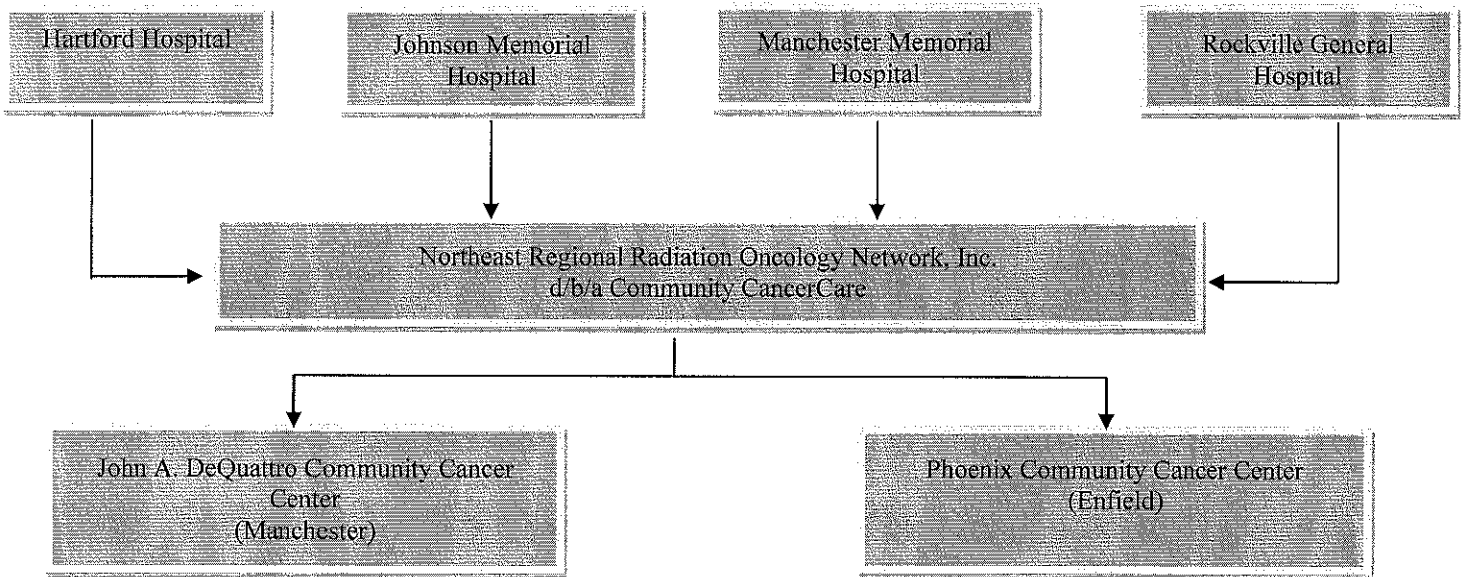 Hartford Hospital
Johnson Memorial
Hospital
Manchester Memorial
Hospital
Rockville General
Hospital
Northeast Regional Radiation Oncology Network, Inc.
d/b/a Community CancerCare
John A. DeQuattro Community Cancer
Center
(Manchester)
Phoenix Community Cancer Center
(Enfield)